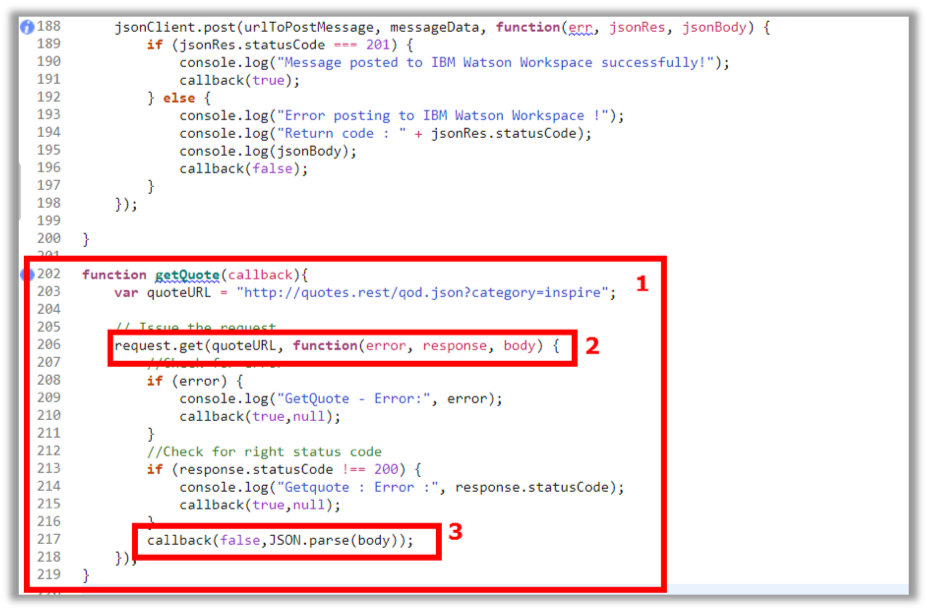 188 jsonClient.post(urlToPostMessage, messageData, function(err, jsonRes, jsonBody) {
189 if (jsonRes.statusCode === 201) {
190 console.log("Message posted to IBM Watson Workspace successfully!");
191 callback(true);
192 } else {
193 console.log("Error posting to IBM Watson Workspace !");
194 console.log("Return code : " + jsonRes.statusCode);
195 console.log(jsonBody);
196 callback(false);
197 }
198 });
199
200 }
201
202 function getQuote(callback){ 1
203 var quoteURL = "http://quotes.rest/qod.json?category=inspire";
204
205 // Issue the request
206 request.get(quoteURL, function(error, response, body) { 2
207 //Check for error
208 if (error) {
209 console.log("GetQuote - Error:", error);
210 callback(true,null);
211 }
212 //Check for right status code
213 if (response.statusCode !== 200) {
214 console.log("Getquote : Error :", response.statusCode);
215 callback(true,null);
216 }
217 callback(false,JSON.parse(body)); 3
218 });
219 }